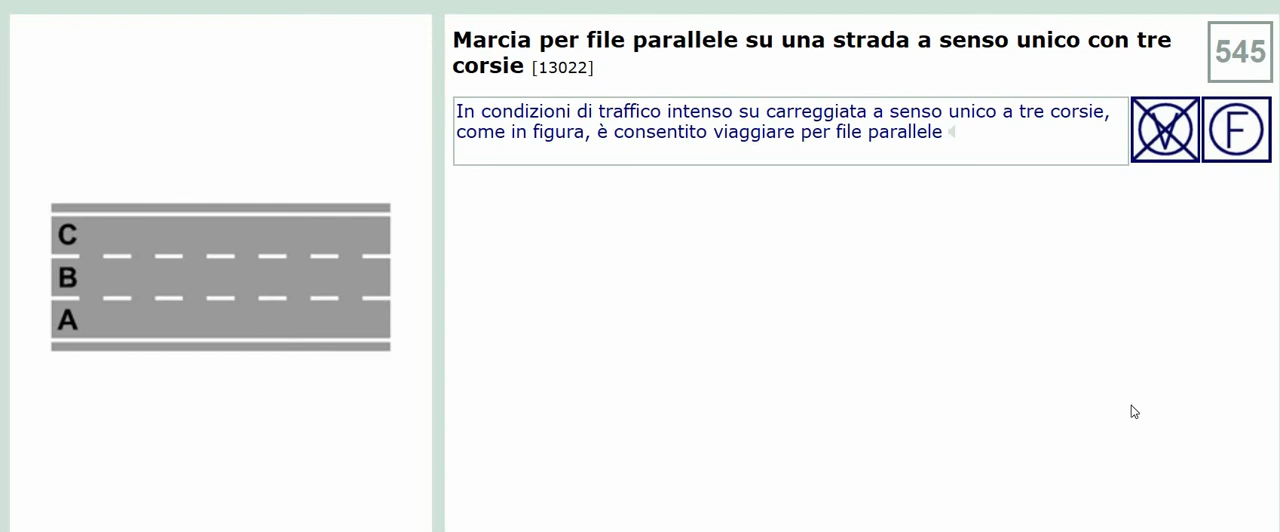 Marcia per file parallele su una strada a senso unico con tre
corsie [13022]
545
In condizioni di traffico intenso su carreggiata a senso unico a tre corsie,
come in figura, è consentito viaggiare per file parallele
V
F
C
B
A